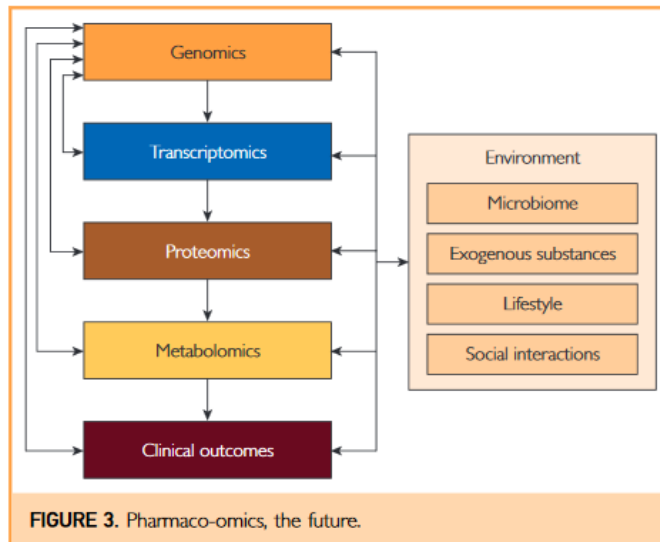 Genomics
Transcriptomics
Proteomics
Metabolomics
Clinical outcomes
Environment
Microbiome
Exogenous substances
Lifestyle
Social interactions
FIGURE 3. Pharmaco-omics, the future.